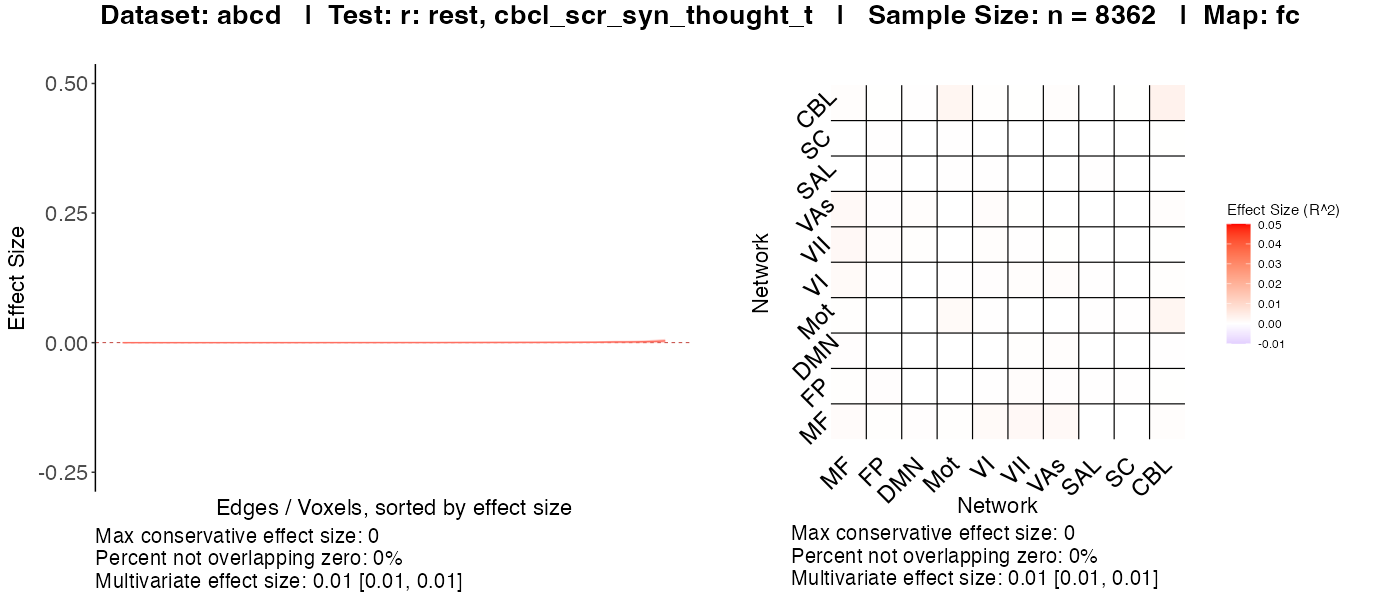 Dataset: abcd | Test: r: rest, cbcl_scr_syn_thought_t | Sample Size: n = 8362 | Map: fc
Effect Size
0.50
0.25
0.00
-0.25
Edges / Voxels, sorted by effect size
Max conservative effect size: 0
Percent not overlapping zero: 0%
Multivariate effect size: 0.01 [0.01, 0.01]
Network
CBL
SC
SAL
VAs
VII
VI
Mot
DMN
FP
MF
MF FP DMN Mot VI VII VAs SAL SC CBL
Network
Max conservative effect size: 0
Percent not overlapping zero: 0%
Multivariate effect size: 0.01 [0.01, 0.01]
Effect Size (R^2)
0.05
0.04
0.03
0.02
0.01
0.00
-0.01